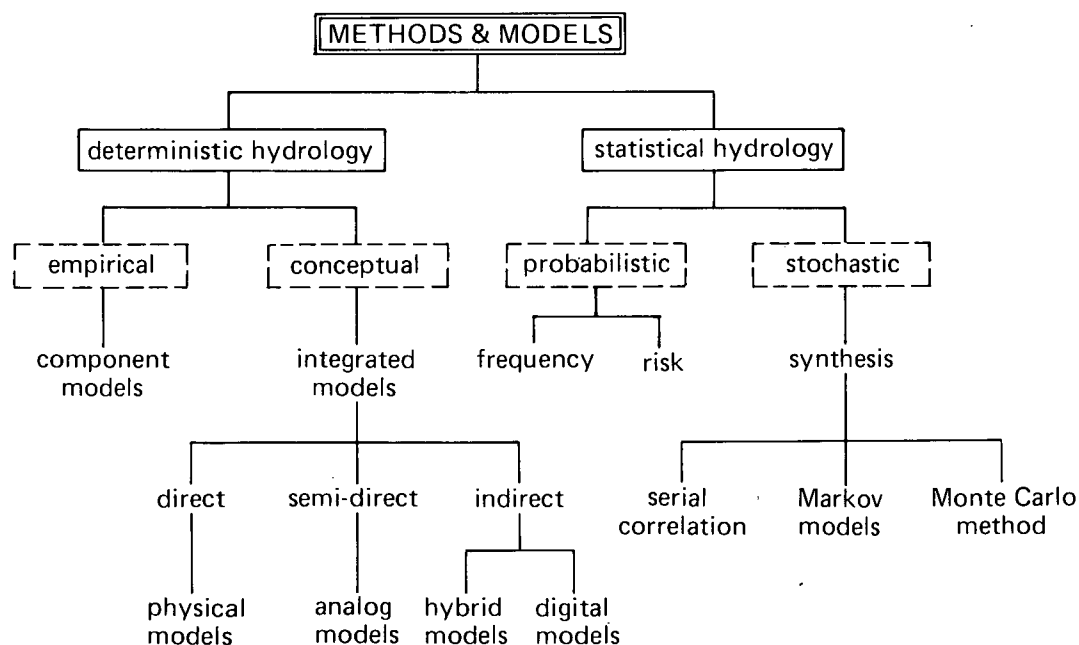 METHODS & MODELS
deterministic hydrology
statistical hydrology
empirical
conceptual
probabilistic
stochastic
component
models
integrated
models
frequency
risk
synthesis
direct
semi-direct
indirect
serial
correlation
Markov
models
Monte Carlo
method
physical
models
analog
models
hybrid
models
digital
models